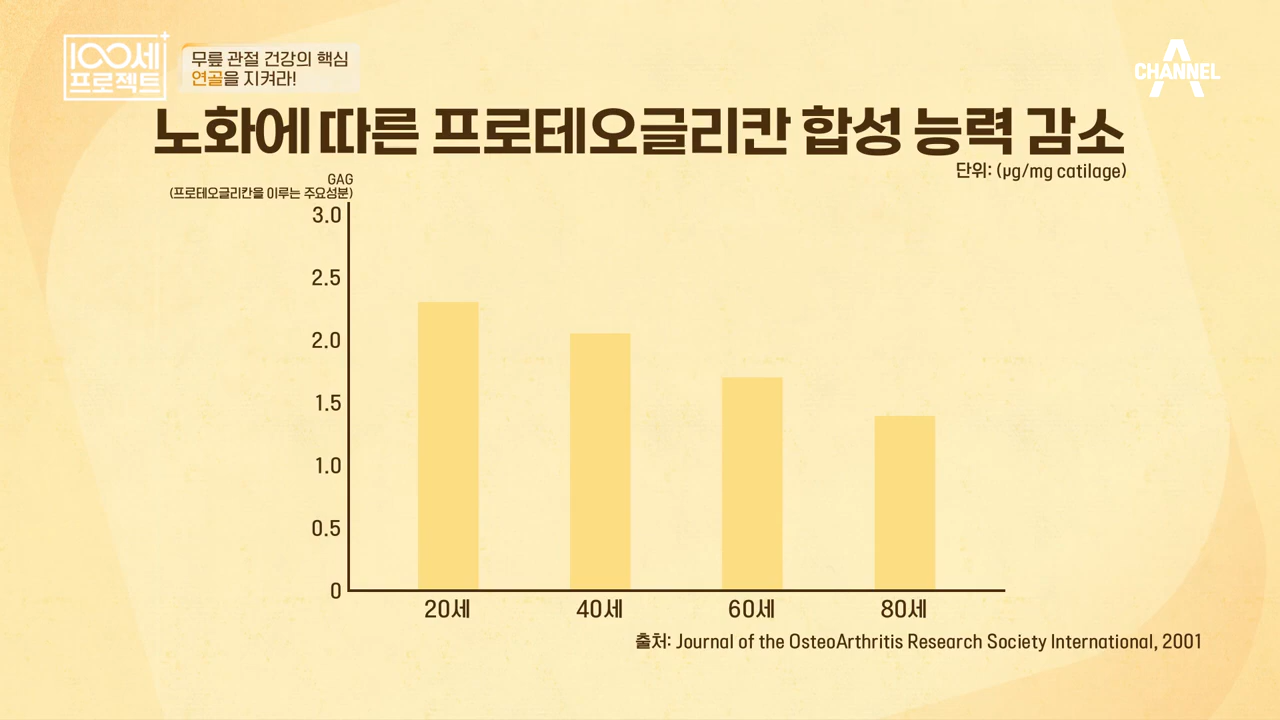 100세+
프로젝트
무릎 관절 건강의 핵심
연골을 지켜라!
CHANNEL A
노화에 따른 프로테오글리칸 합성 능력 감소
단위: (μg/mg catilage)
GAG
(프로테오글리칸을 이루는 주요성분)
3.0
2.5
2.0
1.5
1.0
0.5
0
20세 40세 60세 80세
출처: Journal of the OsteoArthritis Research Society International, 2001